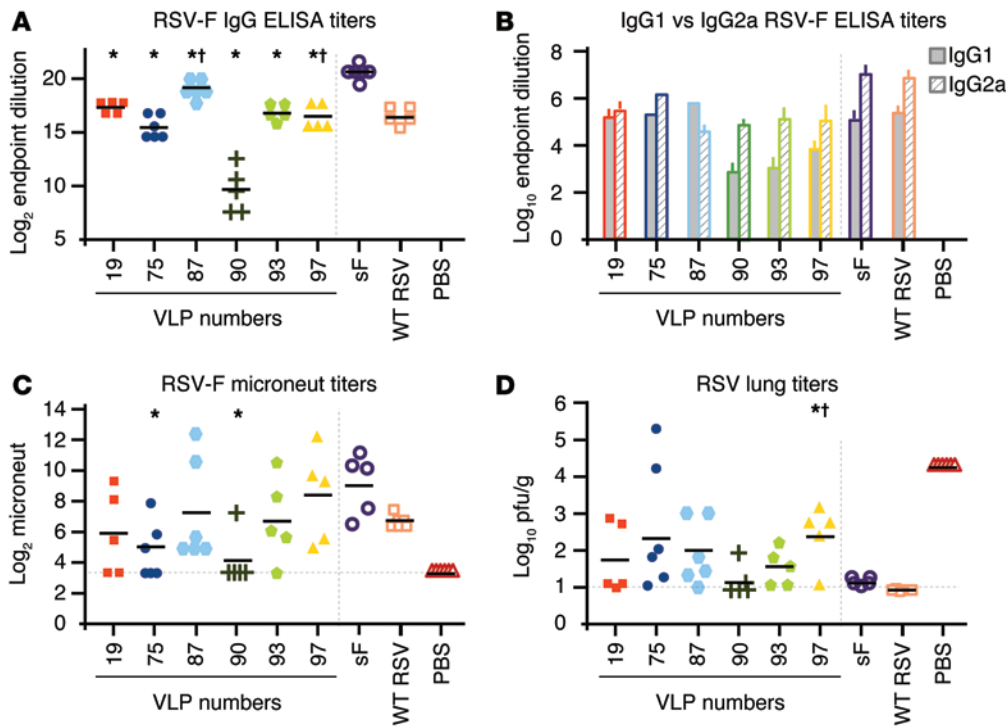 A
RSV-F IgG ELISA titers
* * *† * * *†
Log2 endpoint dilution
20
15
10
5
19 75 87 90 93 97 sF WT RSV PBS
VLP numbers
B
IgG1 vs IgG2a RSV-F ELISA titers
IgG1
IgG2a
Log10 endpoint dilution
8
6
4
2
0
19 75 87 90 93 97 sF WT RSV PBS
VLP numbers
C
RSV-F microneut titers
* *
Log2 microneut
14
12
10
8
6
4
2
0
19 75 87 90 93 97 sF WT RSV PBS
VLP numbers
D
RSV lung titers
*†
Log10 pfu/g
6
5
4
3
2
1
0
19 75 87 90 93 97 sF WT RSV PBS
VLP numbers